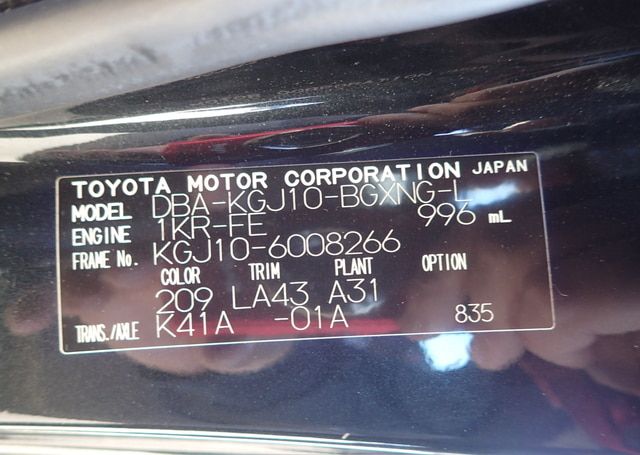 TOYOTA MOTOR CORPORATION JAPAN
MODEL DBA-KGJ10-BGXNG-L
ENGINE 1KR-FE 996 mL
FRAME No. KGJ10-6008266
COLOR TRIM PLANT OPTION
209 LA43 A31
TRANS./AXLE K41A -01A 835